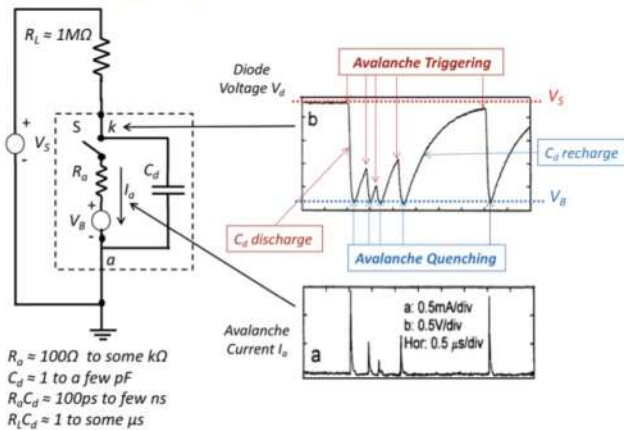 R_L ≈ 1MΩ
Diode
Voltage V_d
Avalanche Triggering
V_S
b
S
k
+
V_S
-
C_d
R_a
I_a
+
V_B
-
a
C_d recharge
V_B
C_d discharge
Avalanche Quenching
Avalanche
Current I_a
a: 0.5mA/div
b: 0.5V/div
Hor: 0.5 μs/div
a
R_a ≈ 100Ω to some kΩ
C_d ≈ 1 to a few pF
R_aC_d ≈ 100ps to few ns
R_LC_d ≈ 1 to some μs